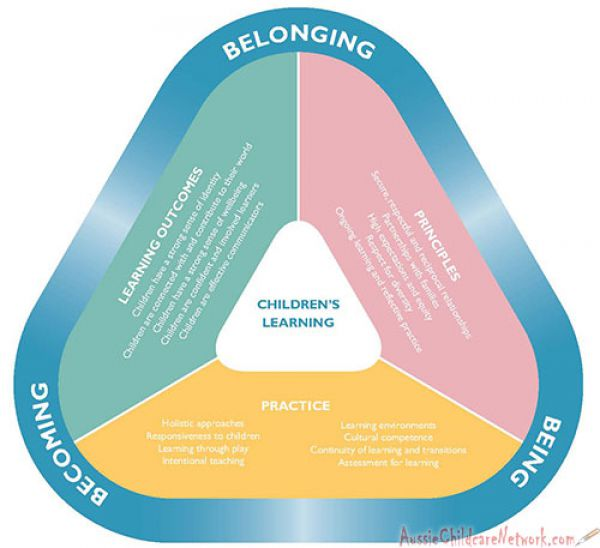 BELONGING
LEARNING OUTCOMES
Children have a strong sense of identity
Children are connected with and contribute to their world
Children have a strong sense of wellbeing
Children are confident and involved learners
Children are effective communicators
PRINCIPLES
Secure, respectful and reciprocal relationships
Partnerships with families
High expectations and equity
Respect for diversity
Ongoing learning and reflective practice
CHILDREN'S
LEARNING
PRACTICE
Holistic approaches
Responsiveness to children
Learning through play
Intentional teaching
Learning environments
Cultural competence
Continuity of learning and transitions
Assessment for learning
BECOMING
BEING
AussieChildcareNetwork.com